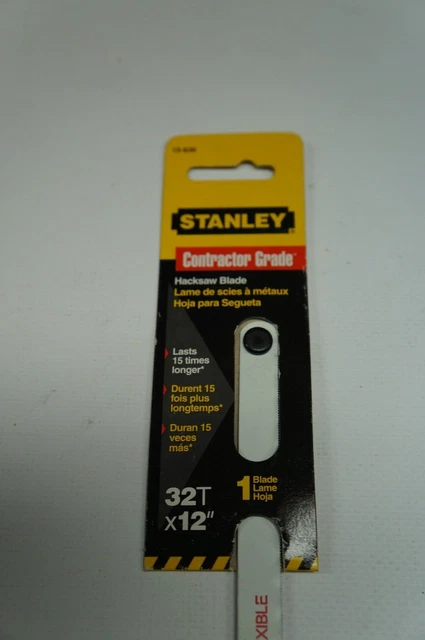 STANLEY
Contractor Grade
Hacksaw Blade
Lame de scies à métaux
Hoja para Segueta
Lasts
15 times
longer*
Durent 15
fois plus
longtemps*
Duran 15
veces
más*
1 Blade
Lame
Hoja
32T
x12"
XIBLE